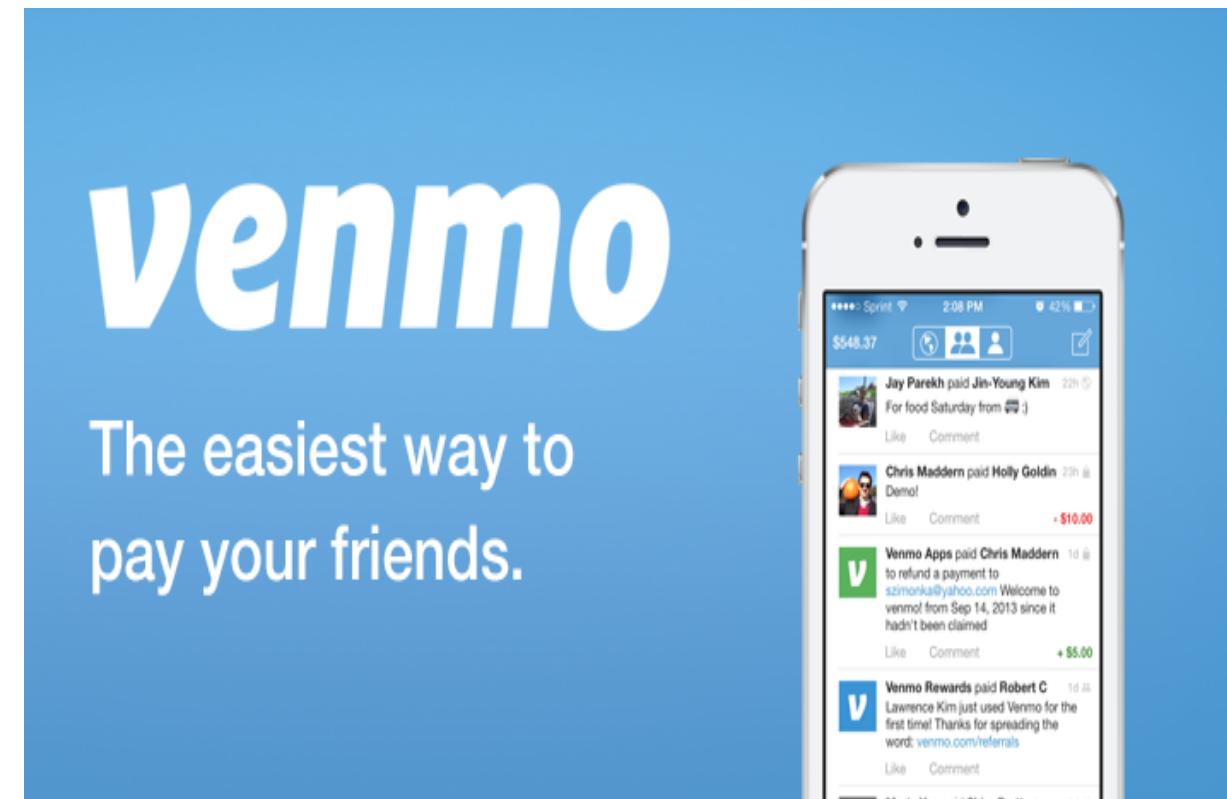 venmo
The easiest way to
pay your friends.
Sprint 2:08 PM 42%
$548.37
Jay Parekh paid Jin-Young Kim 22h
For food Saturday from 🚌 :)
Like Comment
Chris Maddern paid Holly Goldin 23h
Demo!
Like Comment - $10.00
Venmo Apps paid Chris Maddern 1d
to refund a payment to
szimonka@yahoo.com Welcome to
venmo! from Sep 14, 2013 since it
hadn't been claimed
Like Comment + $5.00
Venmo Rewards paid Robert C 1d
Lawrence Kim just used Venmo for the
first time! Thanks for spreading the
word: venmo.com/referrals
Like Comment